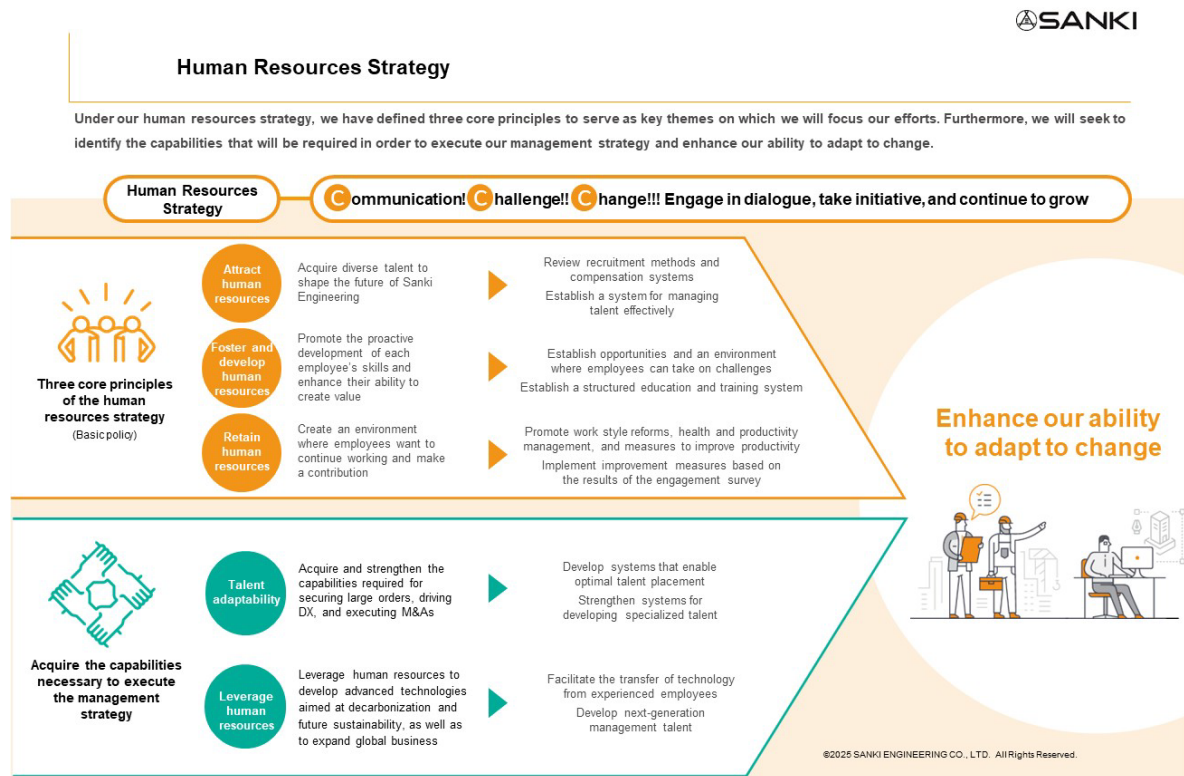 SANKI
Human Resources Strategy
Under our human resources strategy, we have defined three core principles to serve as key themes on which we will focus our efforts. Furthermore, we will seek to
identify the capabilities that will be required in order to execute our management strategy and enhance our ability to adapt to change.
Human Resources
Strategy
Communication! Challenge!! Change!!! Engage in dialogue, take initiative, and continue to grow
Three core principles
of the human
resources strategy
(Basic policy)
Attract
human
resources
Acquire diverse talent to
shape the future of Sanki
Engineering
Review recruitment methods and
compensation systems
Establish a system for managing
talent effectively
Foster and
develop
human
resources
Promote the proactive
development of each
employee's skills and
enhance their ability to
create value
Establish opportunities and an environment
where employees can take on challenges
Establish a structured education and training system
Retain
human
resources
Create an environment
where employees want to
continue working and make
a contribution
Promote work style reforms, health and productivity
management, and measures to improve productivity
Implement improvement measures based on
the results of the engagement survey
Enhance our ability
to adapt to change
Acquire the capabilities
necessary to execute
the management
strategy
Talent
adaptability
Acquire and strengthen the
capabilities required for
securing large orders, driving
DX, and executing M&As
Develop systems that enable
optimal talent placement
Strengthen systems for
developing specialized talent
Leverage
human
resources
Leverage human resources to
develop advanced technologies
aimed at decarbonization and
future sustainability, as well as
to expand global business
Facilitate the transfer of technology
from experienced employees
Develop next-generation
management talent
©2025 SANKI ENGINEERING CO., LTD. All Rights Reserved.